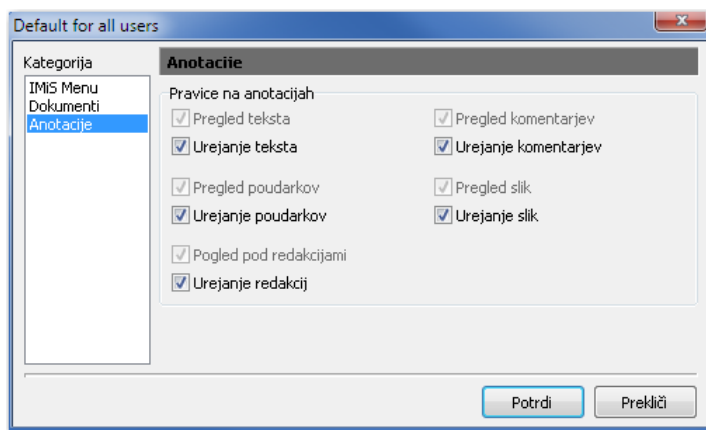 Default for all users
Kategorija
IMiS Menu
Dokumenti
Anotacije
Anotacije
Pravice na anotacijah
Pregled teksta
Pregled komentarjev
Urejanje teksta
Urejanje komentarjev
Pregled poudarkov
Pregled slik
Urejanje poudarkov
Urejanje slik
Pogled pod redakcijami
Urejanje redakcij
Potrdi
Prekliči